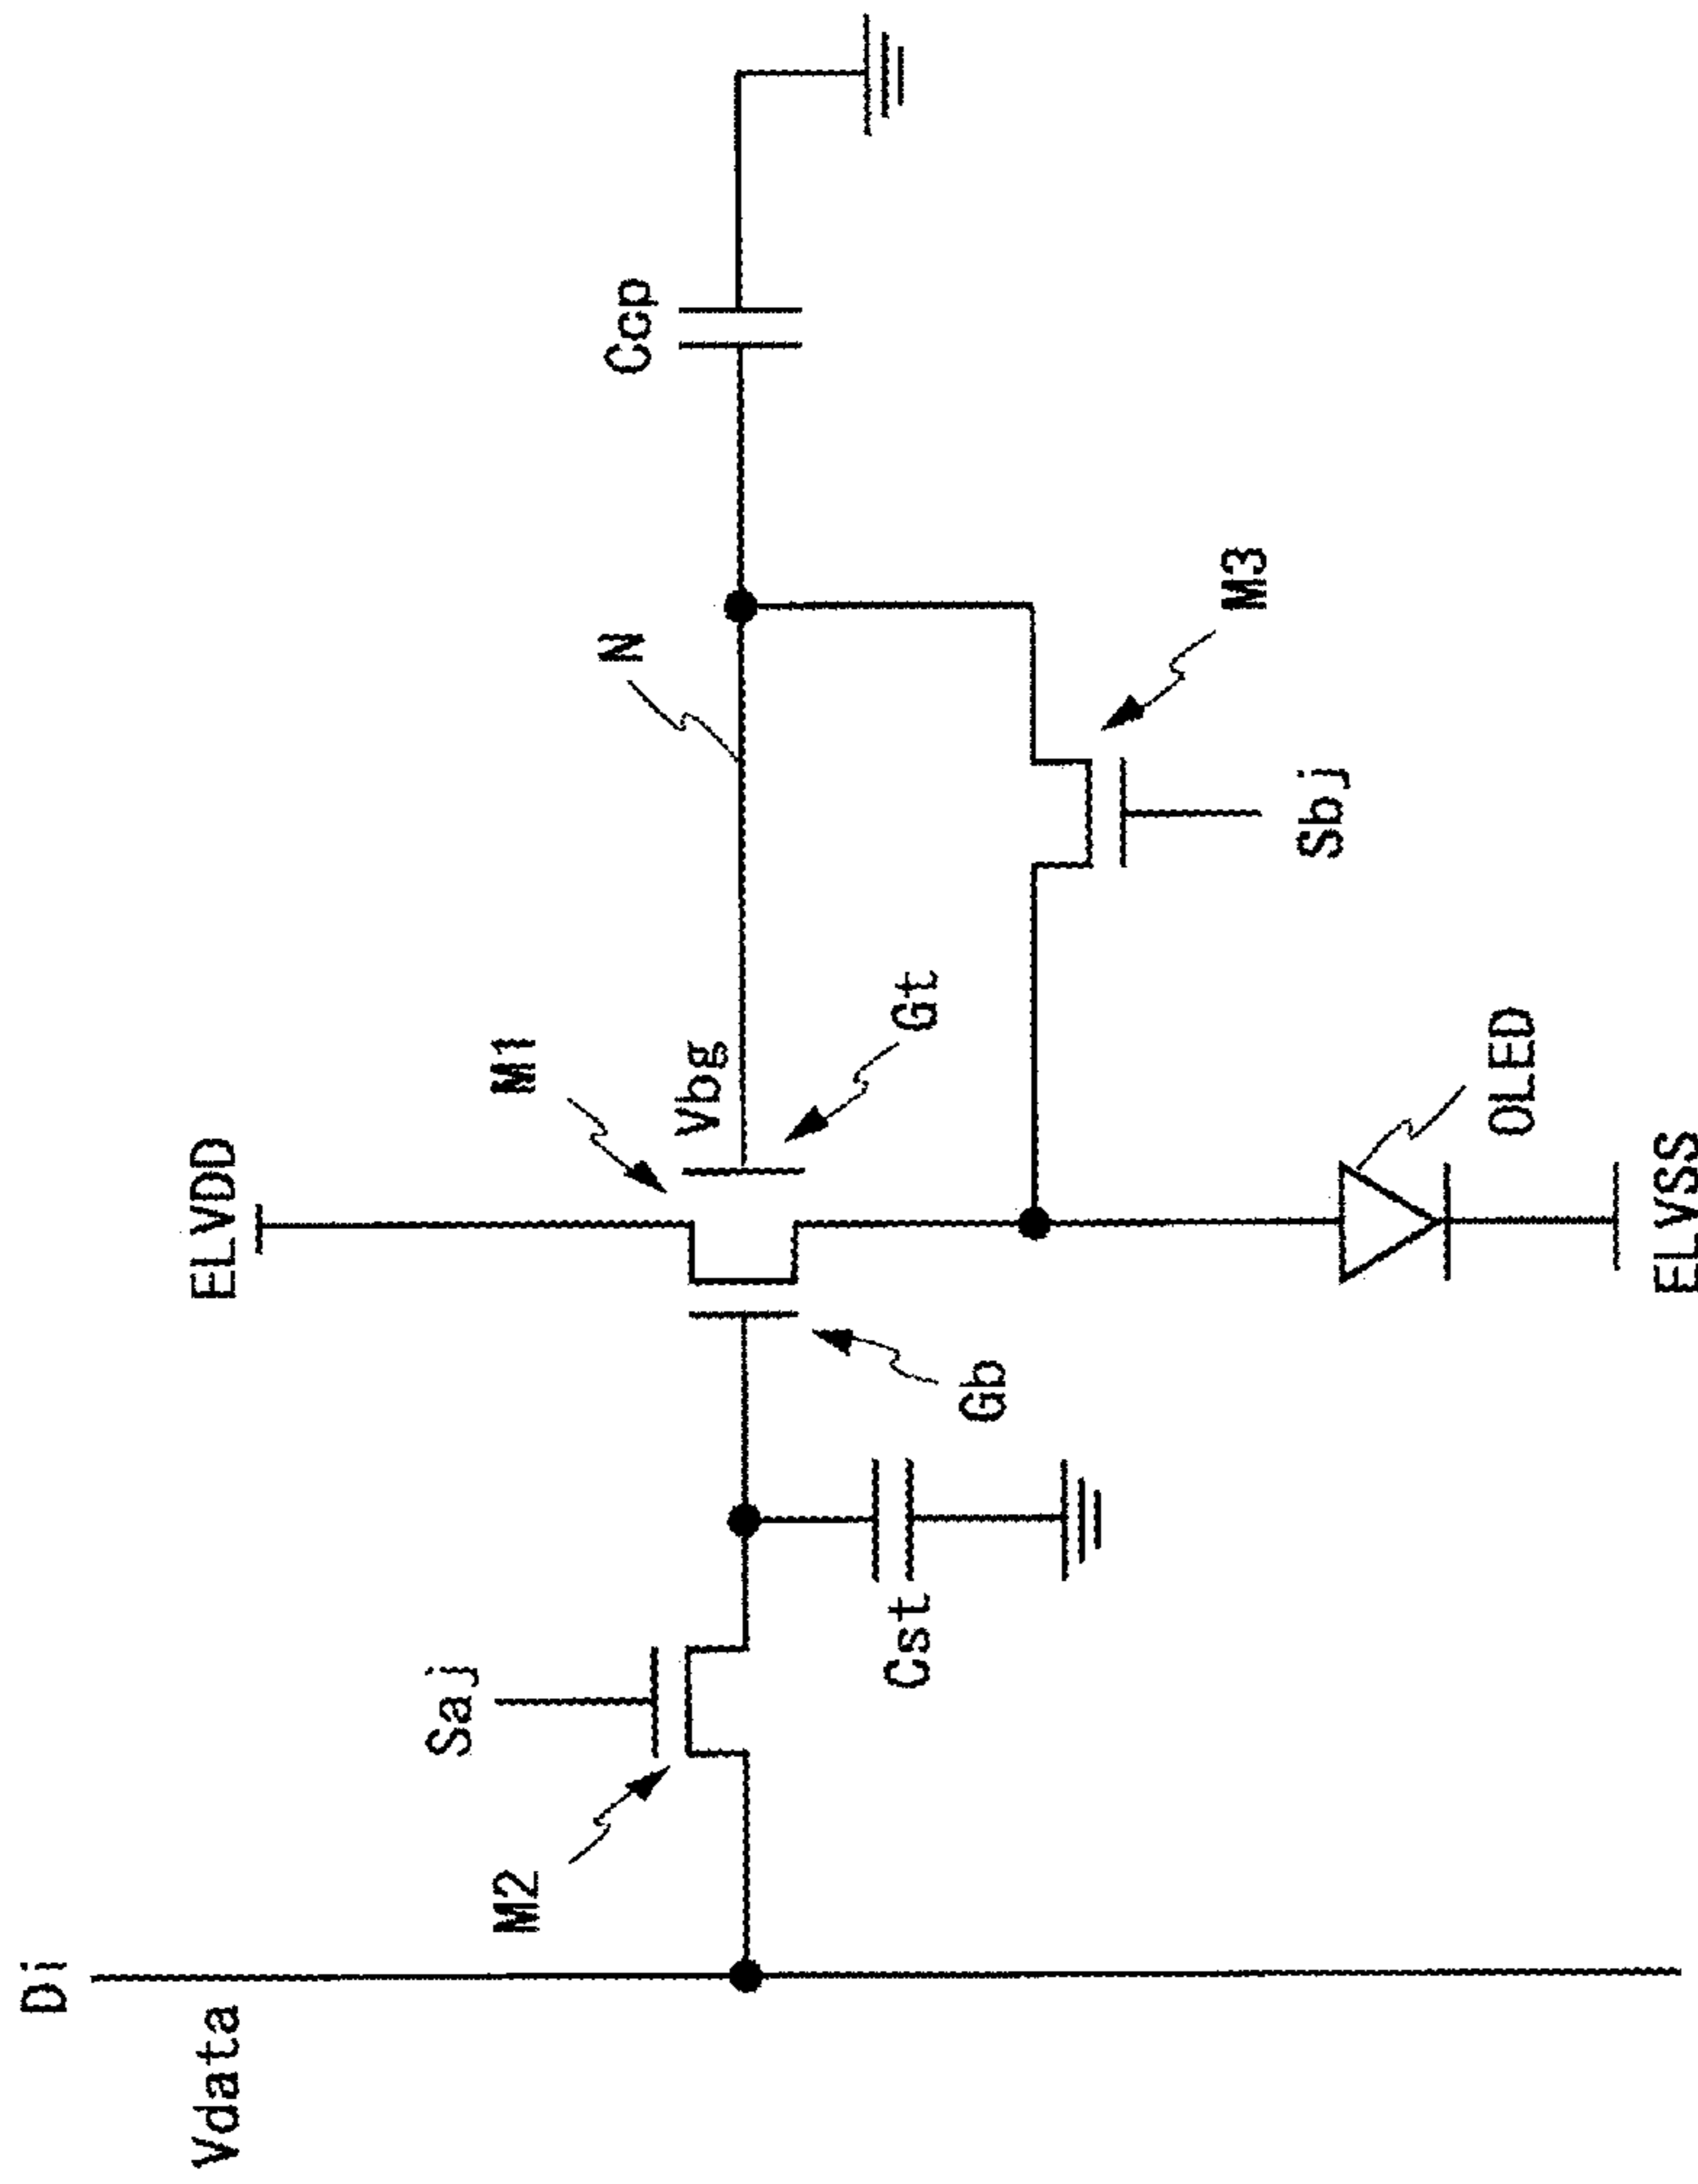 Di
Vdata
M2
Saj
Cst
Gb
ELVDD
M1
Vbg
Gt
N
Ccp
M3
Sbj
OLED
ELVSS